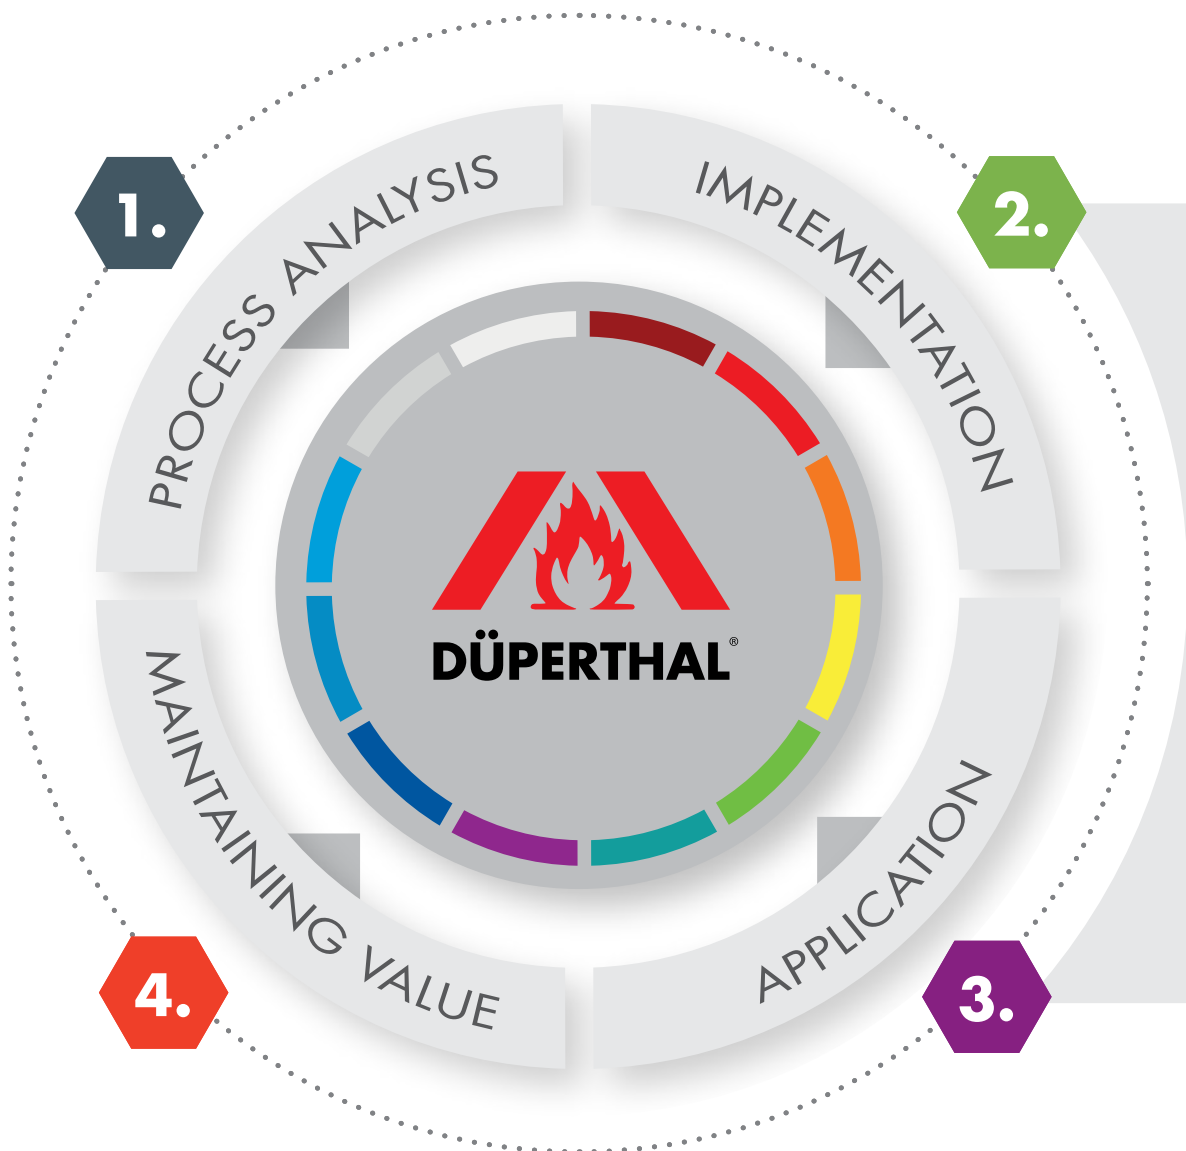 1.
PROCESS ANALYSIS
2.
IMPLEMENTATION
DÜPERTHAL®
3.
APPLICATION
4.
MAINTAINING VALUE